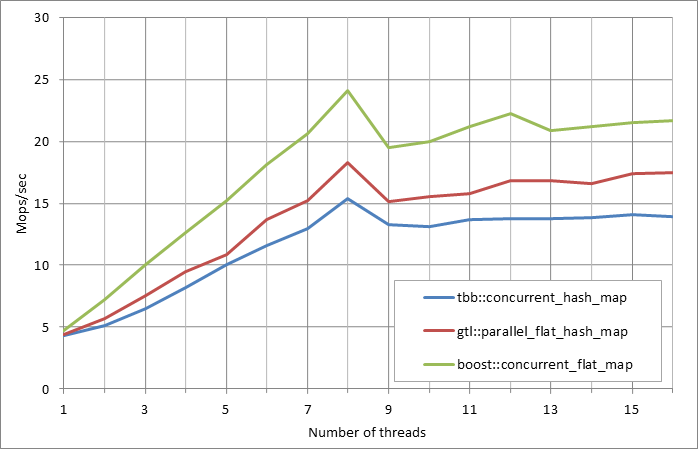 30
25
20
15
10
5
0
Mops/sec
tbb::concurrent_hash_map
gtl::parallel_flat_hash_map
boost::concurrent_flat_map
1 3 5 7 9 11 13 15
Number of threads